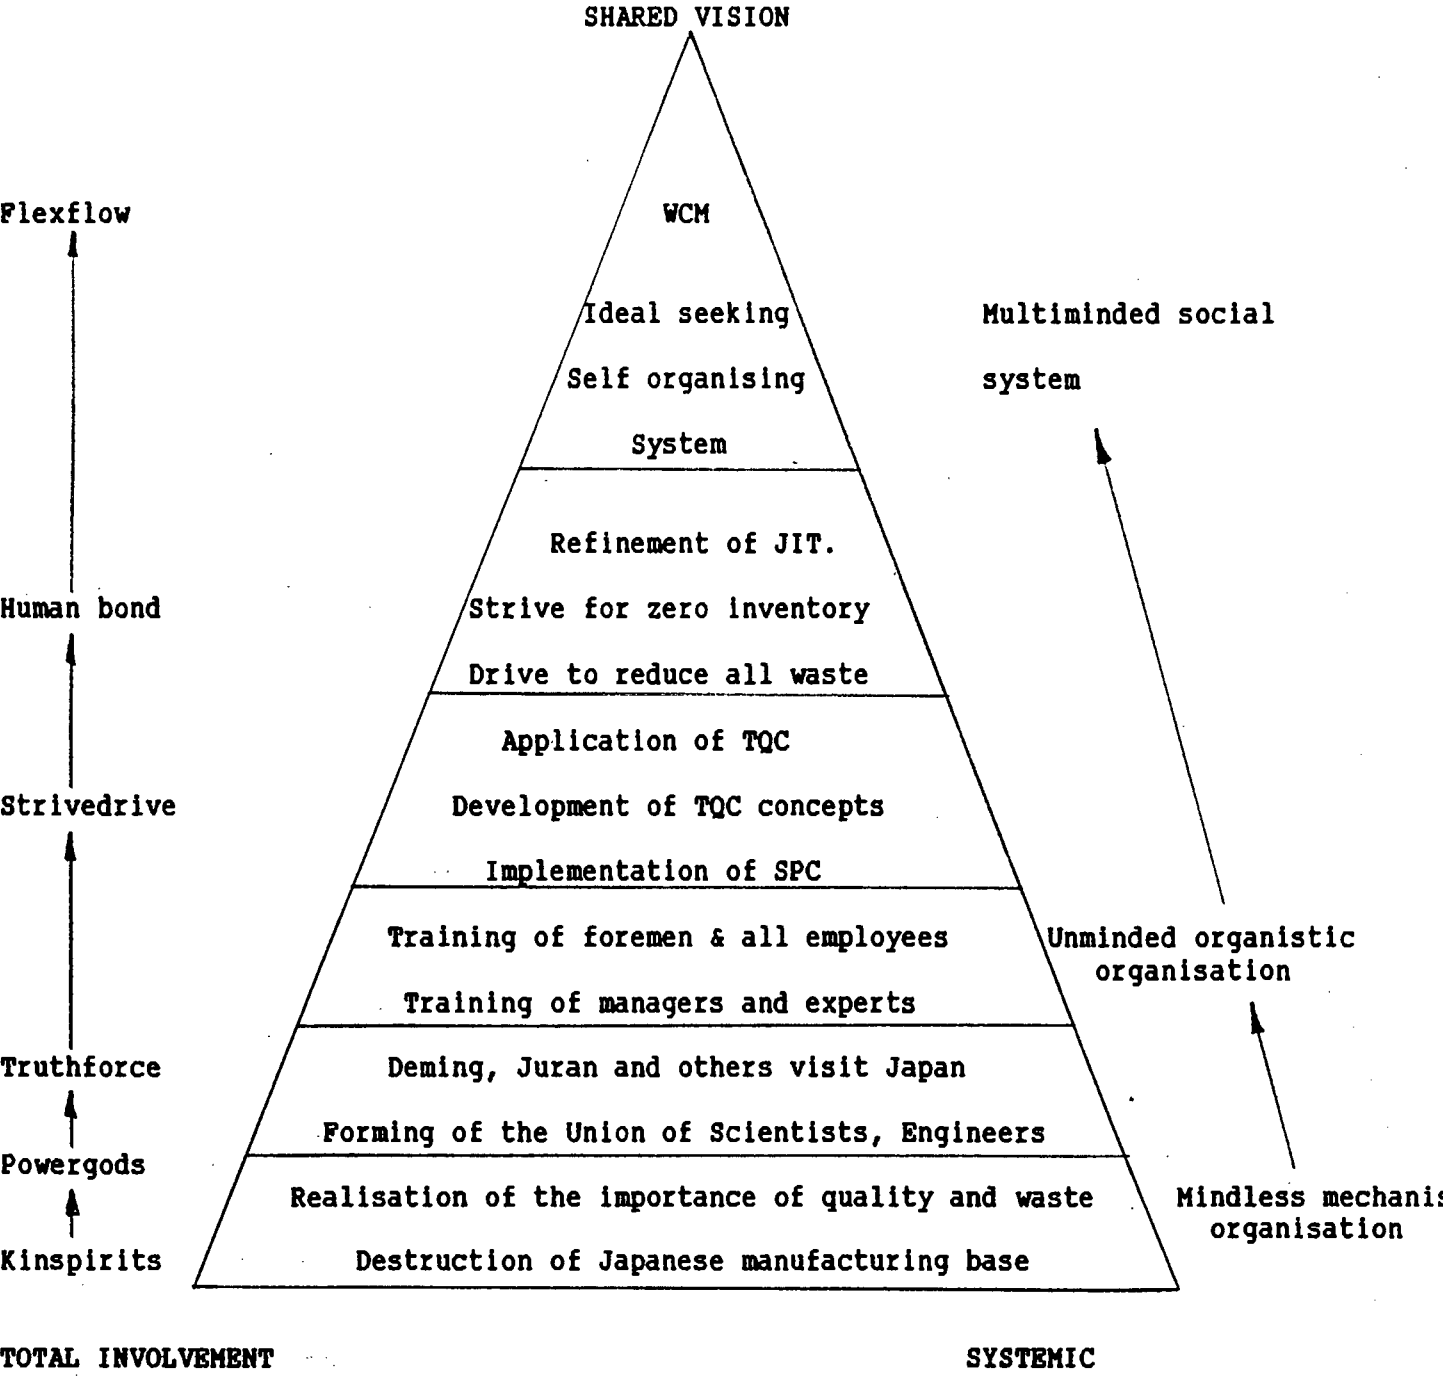 SHARED VISION
Flexflow
WCM
Ideal seeking
Multiminded social
Self organising
system
System
Refinement of JIT.
Human bond
Strive for zero inventory
Drive to reduce all waste
Application of TQC
Strivedrive
Development of TQC concepts
Implementation of SPC
Training of foremen & all employees
Unminded organistic
organisation
Training of managers and experts
Truthforce
Deming, Juran and others visit Japan
Forming of the Union of Scientists, Engineers
Powergods
Realisation of the importance of quality and waste
Mindless mechanis
organisation
Kinspirits
Destruction of Japanese manufacturing base
TOTAL INVOLVEMENT
SYSTEMIC